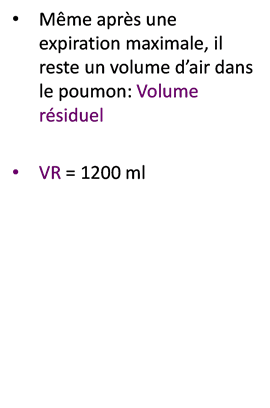 • Même après une
expiration maximale, il
reste un volume d’air dans
le poumon: Volume
résiduel
• VR = 1200 ml